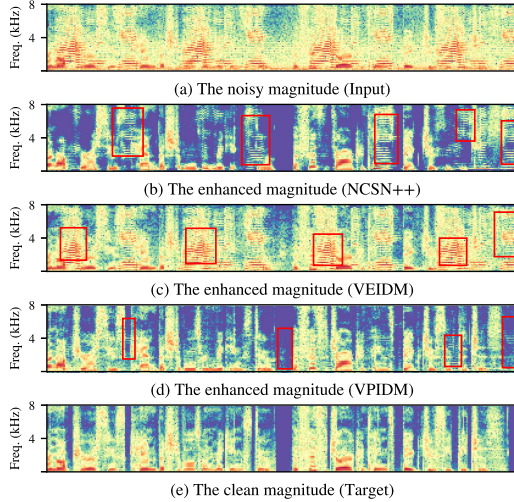 8
4
Freq. (kHz)
(a) The noisy magnitude (Input)
8
4
Freq. (kHz)
(b) The enhanced magnitude (NCSN++)
8
4
Freq. (kHz)
(c) The enhanced magnitude (VEIDM)
8
4
Freq. (kHz)
(d) The enhanced magnitude (VPIDM)
8
4
Freq. (kHz)
(e) The clean magnitude (Target)